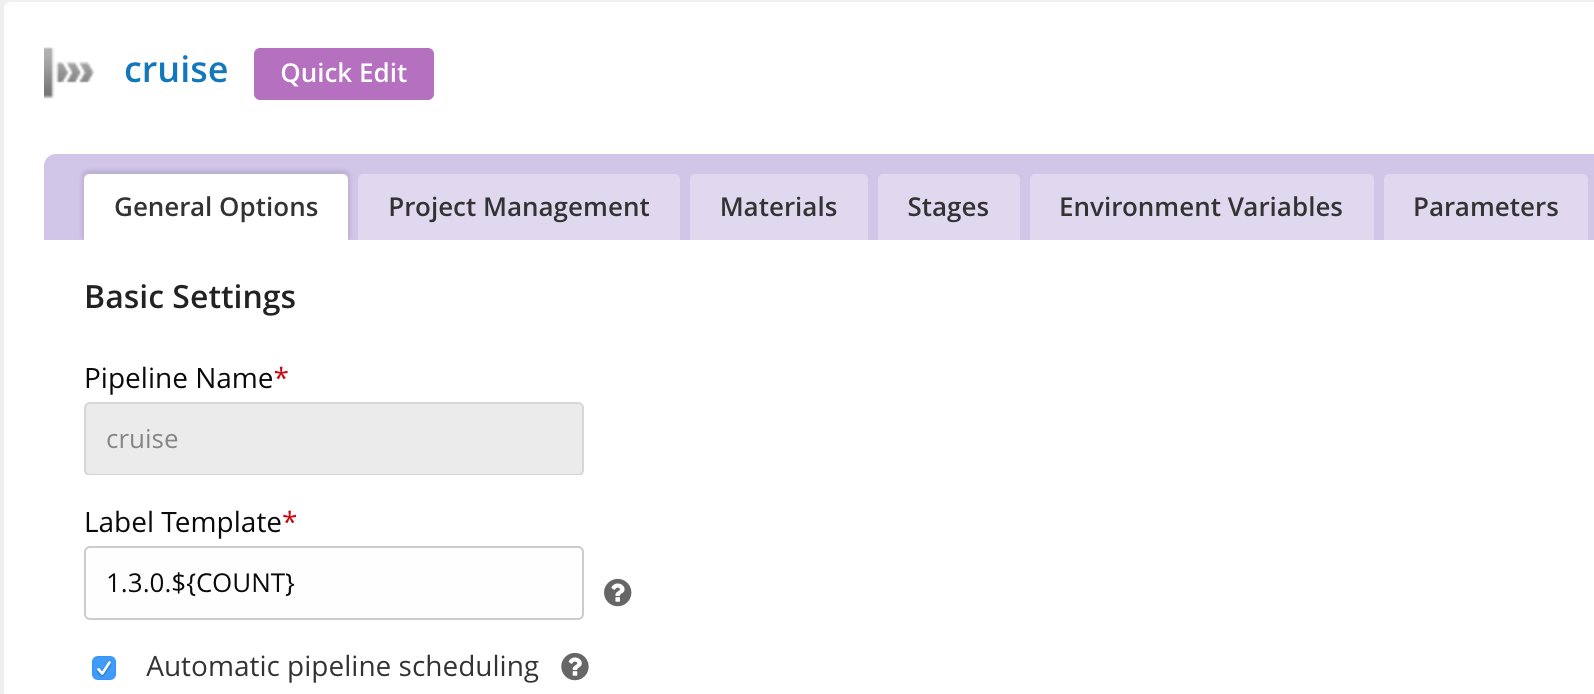 cruise Quick Edit
General Options Project Management Materials Stages Environment Variables Parameters
Basic Settings
Pipeline Name*
cruise
Label Template*
1.3.0.${COUNT}
?
Automatic pipeline scheduling ?